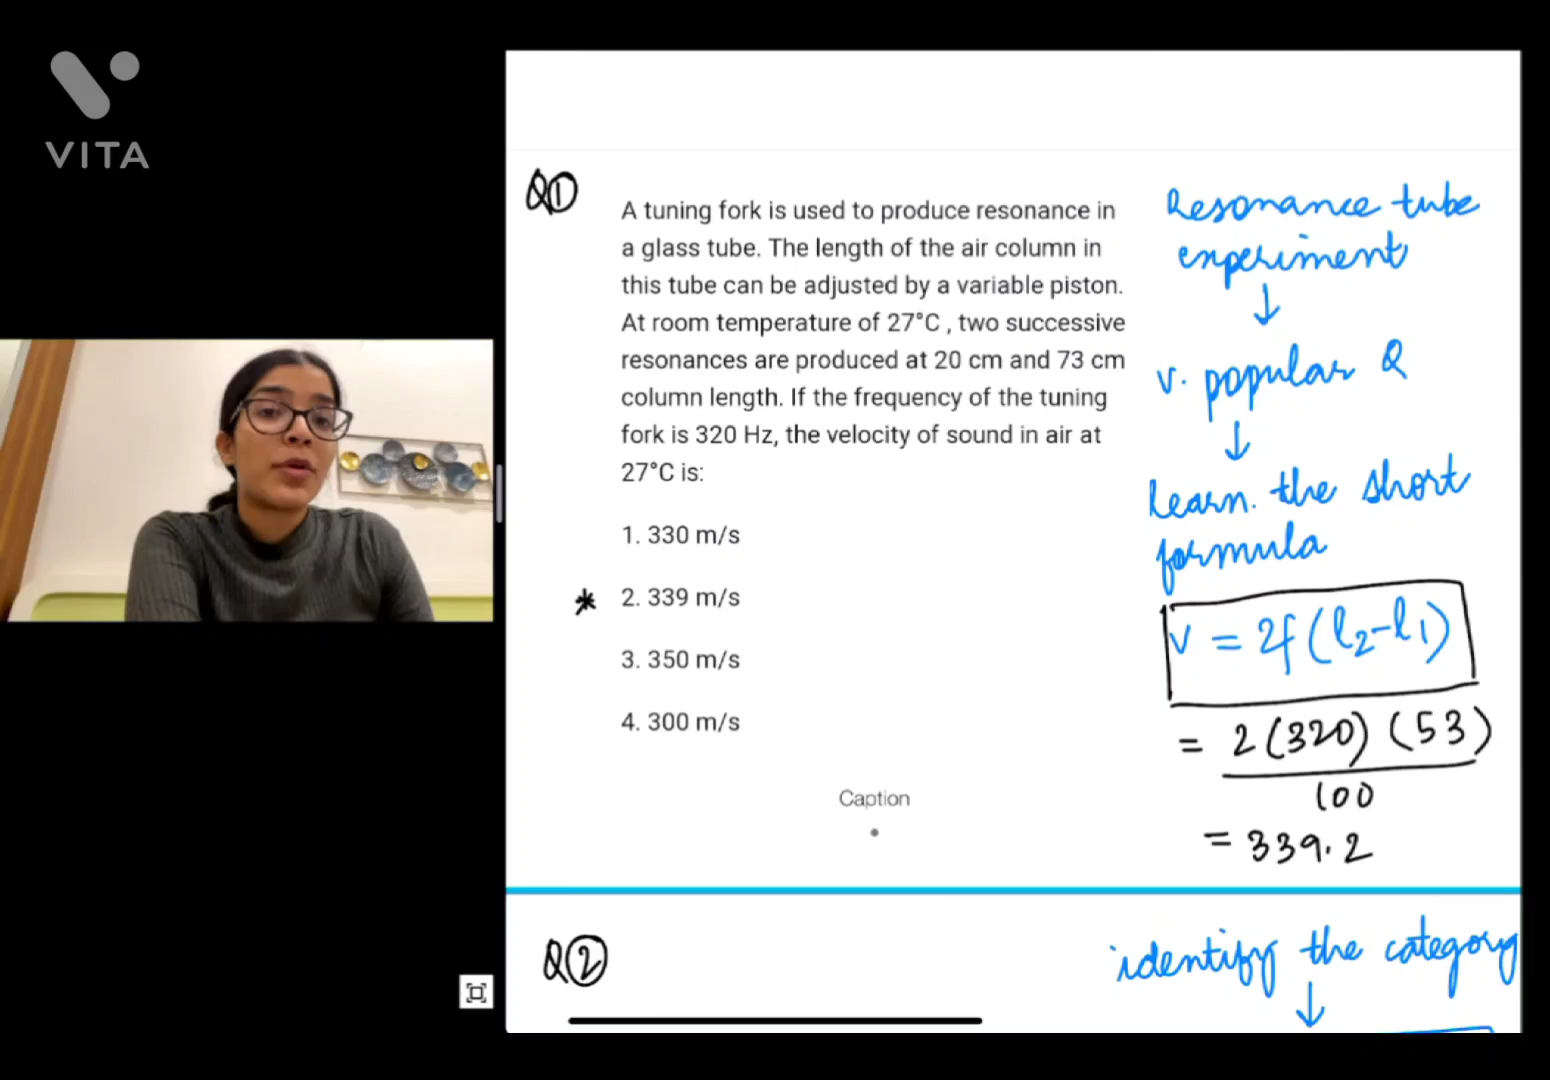 VITA
Q1
A tuning fork is used to produce resonance in
a glass tube. The length of the air column in
this tube can be adjusted by a variable piston.
At room temperature of 27°C , two successive
resonances are produced at 20 cm and 73 cm
column length. If the frequency of the tuning
fork is 320 Hz, the velocity of sound in air at
27°C is:
1. 330 m/s
* 2. 339 m/s
3. 350 m/s
4. 300 m/s
Caption
Resonance tube
experiment
↓
v. popular Q
↓
learn. the short
formula
v = 2f(l₂-l₁)
= 2(320)(53)
100
= 339.2
Q2
identify the category
↓